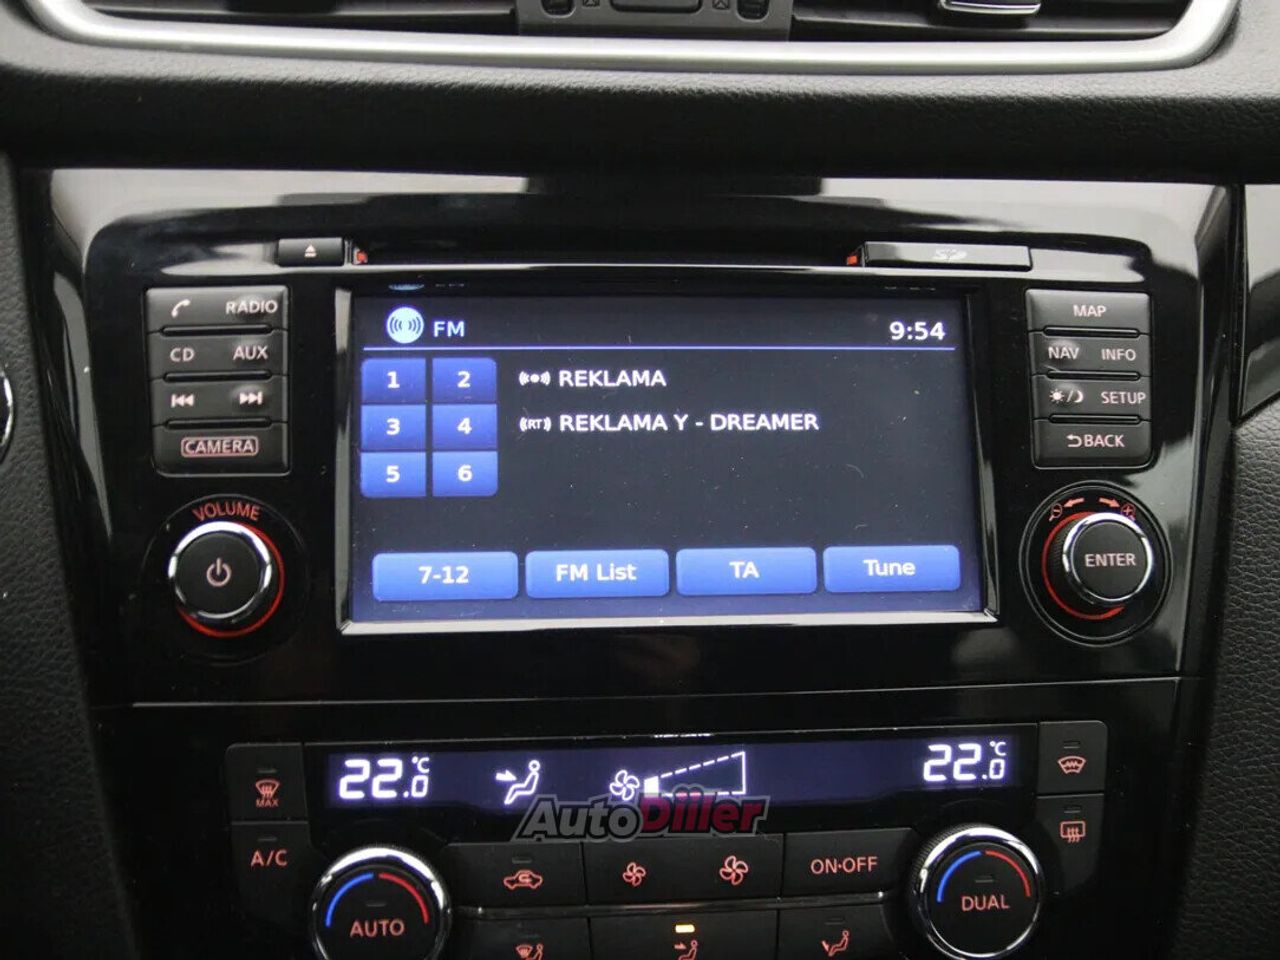 RADIO
CD AUX
CAMERA
VOLUME
FM 9:54
1 2 REKLAMA
3 4 RT REKLAMA Y - DREAMER
5 6
7-12 FM List TA Tune
MAP
NAV INFO
SETUP
BACK
ENTER
22.0 °C
22.0 °C
AutoDiller
MAX
A/C
AUTO
ON·OFF
DUAL